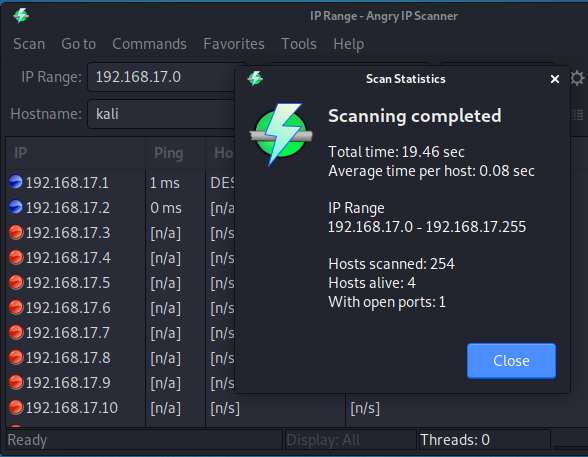 IP Range - Angry IP Scanner
Scan Go to Commands Favorites Tools Help
IP Range: 192.168.17.0
Hostname: kali
IP Ping Ho
192.168.17.1 1 ms DES
192.168.17.2 0 ms [n/a
192.168.17.3 [n/a] [n/s
192.168.17.4 [n/a] [n/s
192.168.17.5 [n/a] [n/s
192.168.17.6 [n/a] [n/s
192.168.17.7 [n/a] [n/s
192.168.17.8 [n/a] [n/s
192.168.17.9 [n/a] [n/s
192.168.17.10 [n/a] [n/s] [n/s]
Ready Display: All Threads: 0
Scan Statistics
Scanning completed
Total time: 19.46 sec
Average time per host: 0.08 sec
IP Range
192.168.17.0 - 192.168.17.255
Hosts scanned: 254
Hosts alive: 4
With open ports: 1
Close